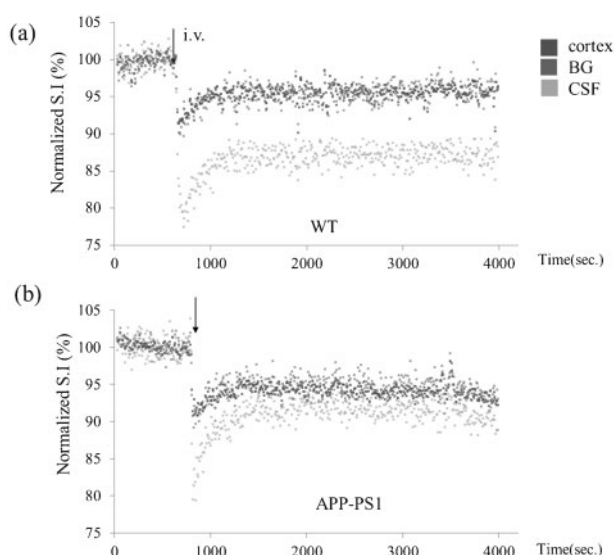 (a)
i.v.
cortex
BG
CSF
Normalized S.I (%)
105
100
95
90
85
80
75
WT
0
1000
2000
3000
4000
Time(sec.)
(b)
Normalized S.I (%)
105
100
95
90
85
80
75
APP-PS1
0
1000
2000
3000
4000
Time(sec.)